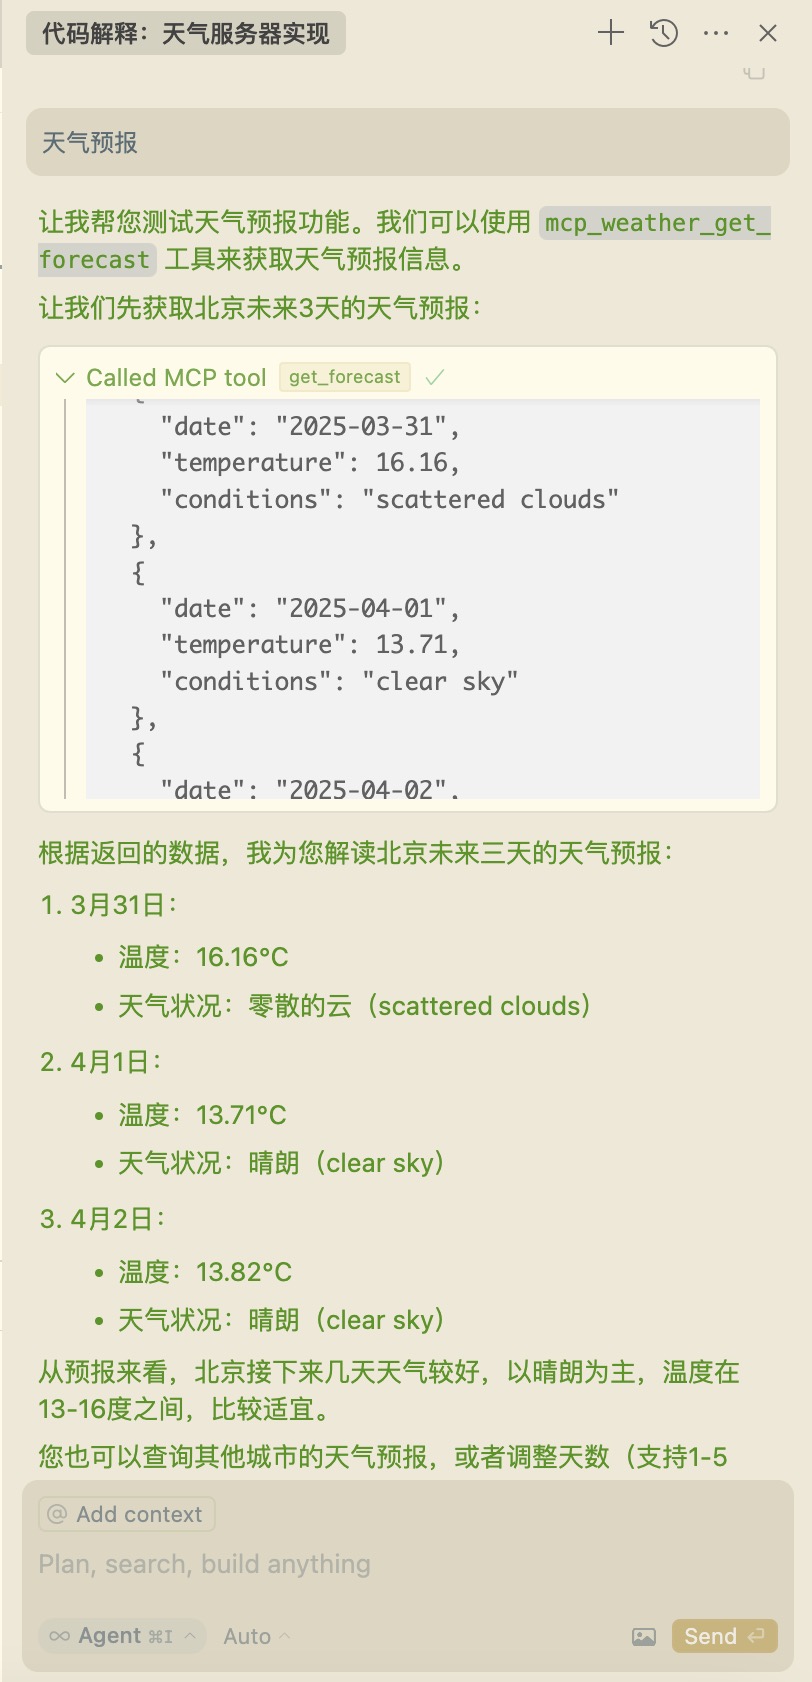 代码解释：天气服务器实现
天气预报
让我帮您测试天气预报功能。我们可以使用 mcp_weather_get_
forecast 工具来获取天气预报信息。
让我们先获取北京未来3天的天气预报：
Called MCP tool get_forecast
{
"date": "2025-03-31",
"temperature": 16.16,
"conditions": "scattered clouds"
},
{
"date": "2025-04-01",
"temperature": 13.71,
"conditions": "clear sky"
},
{
"date": "2025-04-02",
根据返回的数据，我为您解读北京未来三天的天气预报：
1. 3月31日：
• 温度：16.16°C
• 天气状况：零散的云（scattered clouds）
2. 4月1日：
• 温度：13.71°C
• 天气状况：晴朗（clear sky）
3. 4月2日：
• 温度：13.82°C
• 天气状况：晴朗（clear sky）
从预报来看，北京接下来几天天气较好，以晴朗为主，温度在
13-16度之间，比较适宜。
您也可以查询其他城市的天气预报，或者调整天数（支持1-5
@ Add context
Plan, search, build anything
∞ Agent ⌘I Auto Send